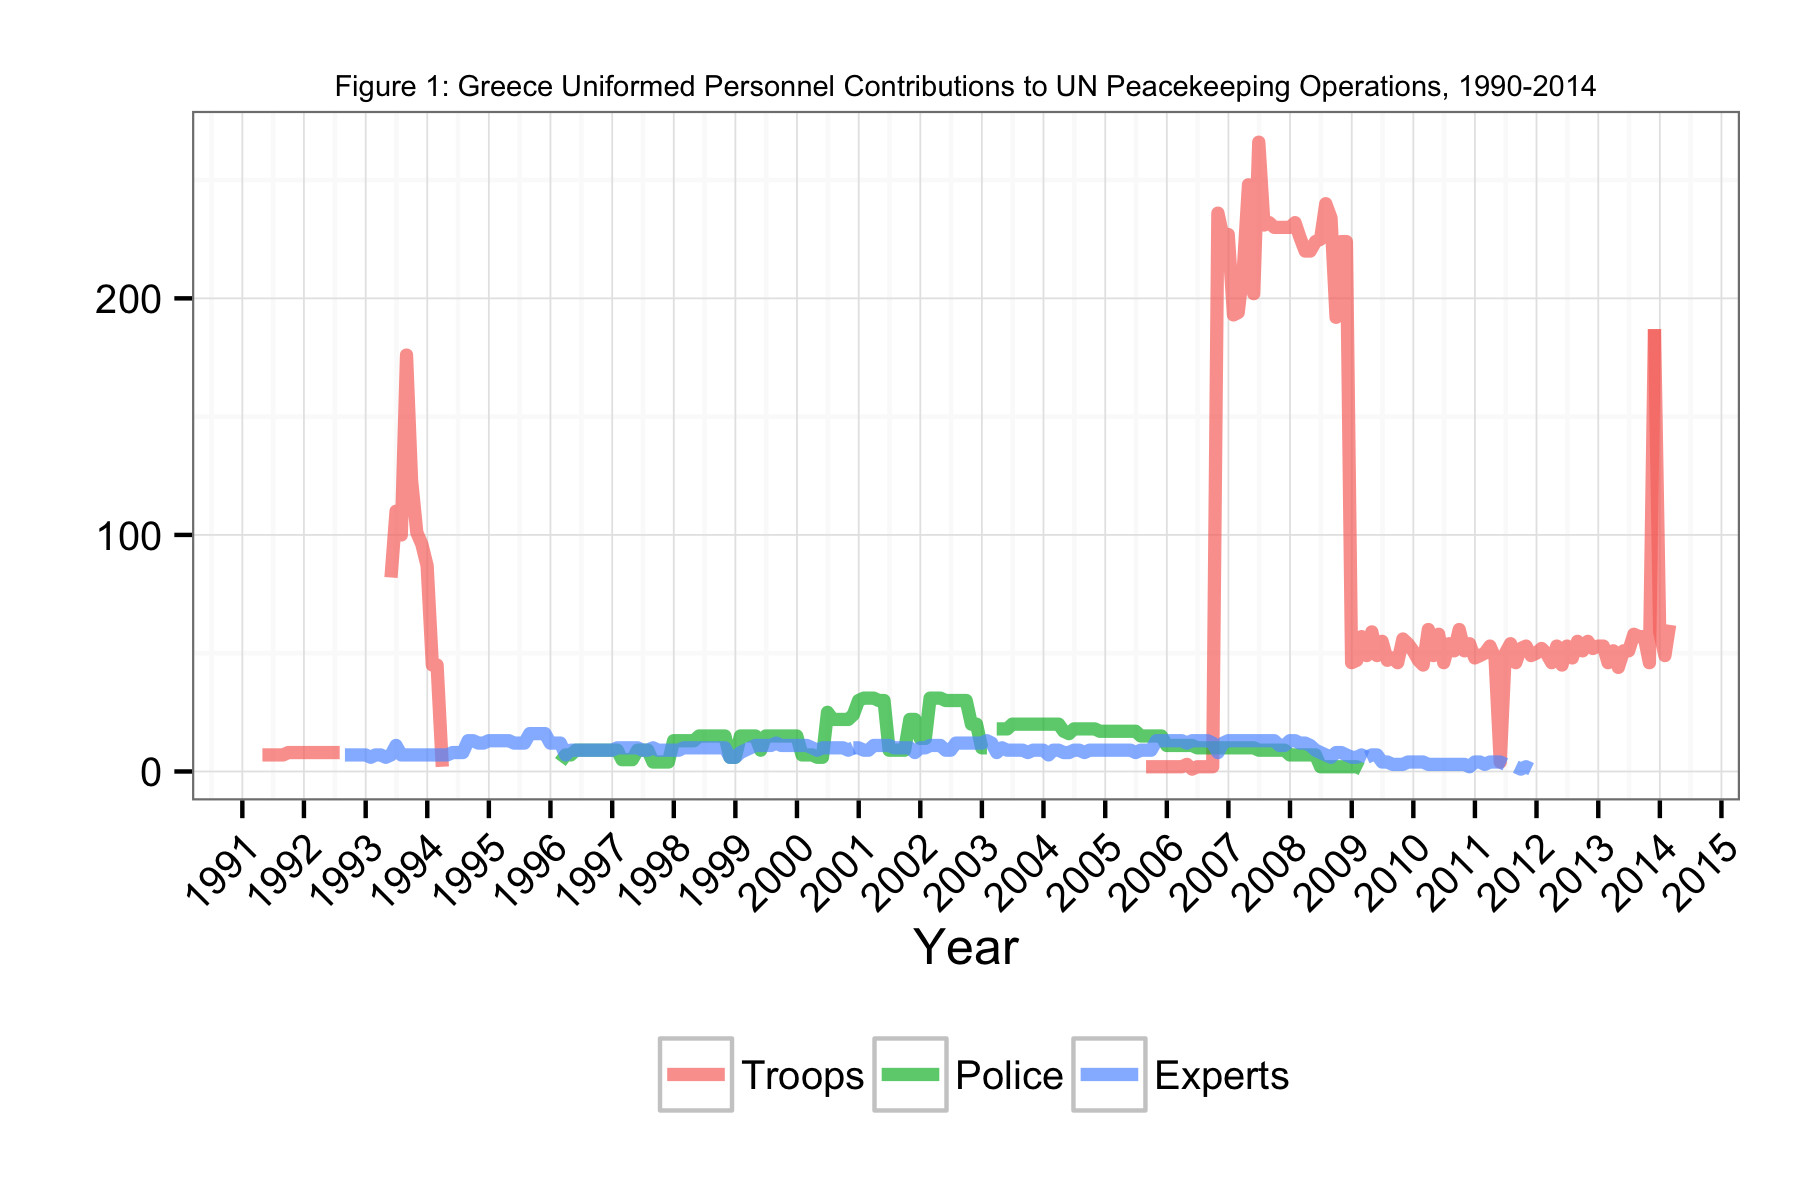 Figure 1: Greece Uniformed Personnel Contributions to UN Peacekeeping Operations, 1990-2014
200
100
0
1991 1992 1993 1994 1995 1996 1997 1998 1999 2000 2001 2002 2003 2004 2005 2006 2007 2008 2009 2010 2011 2012 2013 2014 2015
Year
Troops Police Experts